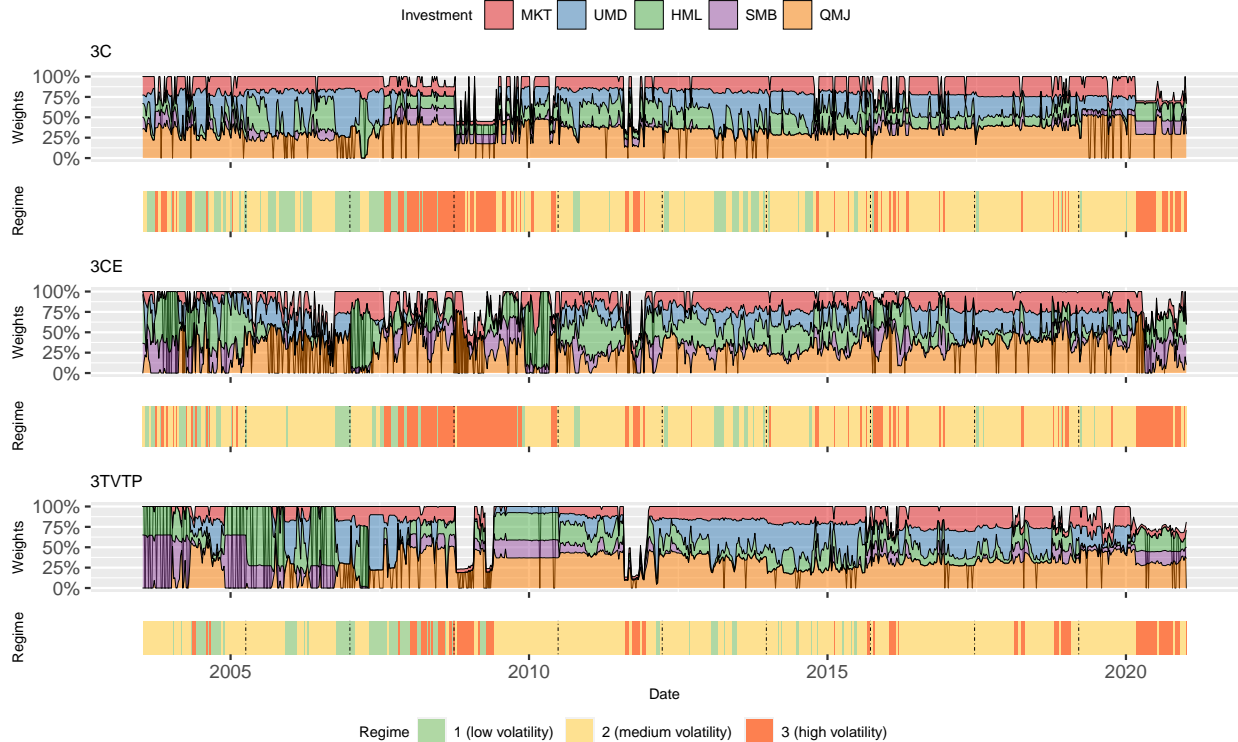 Investment MKT UMD HML SMB QMJ
3C
Weights
100%
75%
50%
25%
0%
Regime
3CE
Weights
100%
75%
50%
25%
0%
Regime
3TVTP
Weights
100%
75%
50%
25%
0%
Regime
2005 2010 2015 2020
Date
Regime 1 (low volatility) 2 (medium volatility) 3 (high volatility)